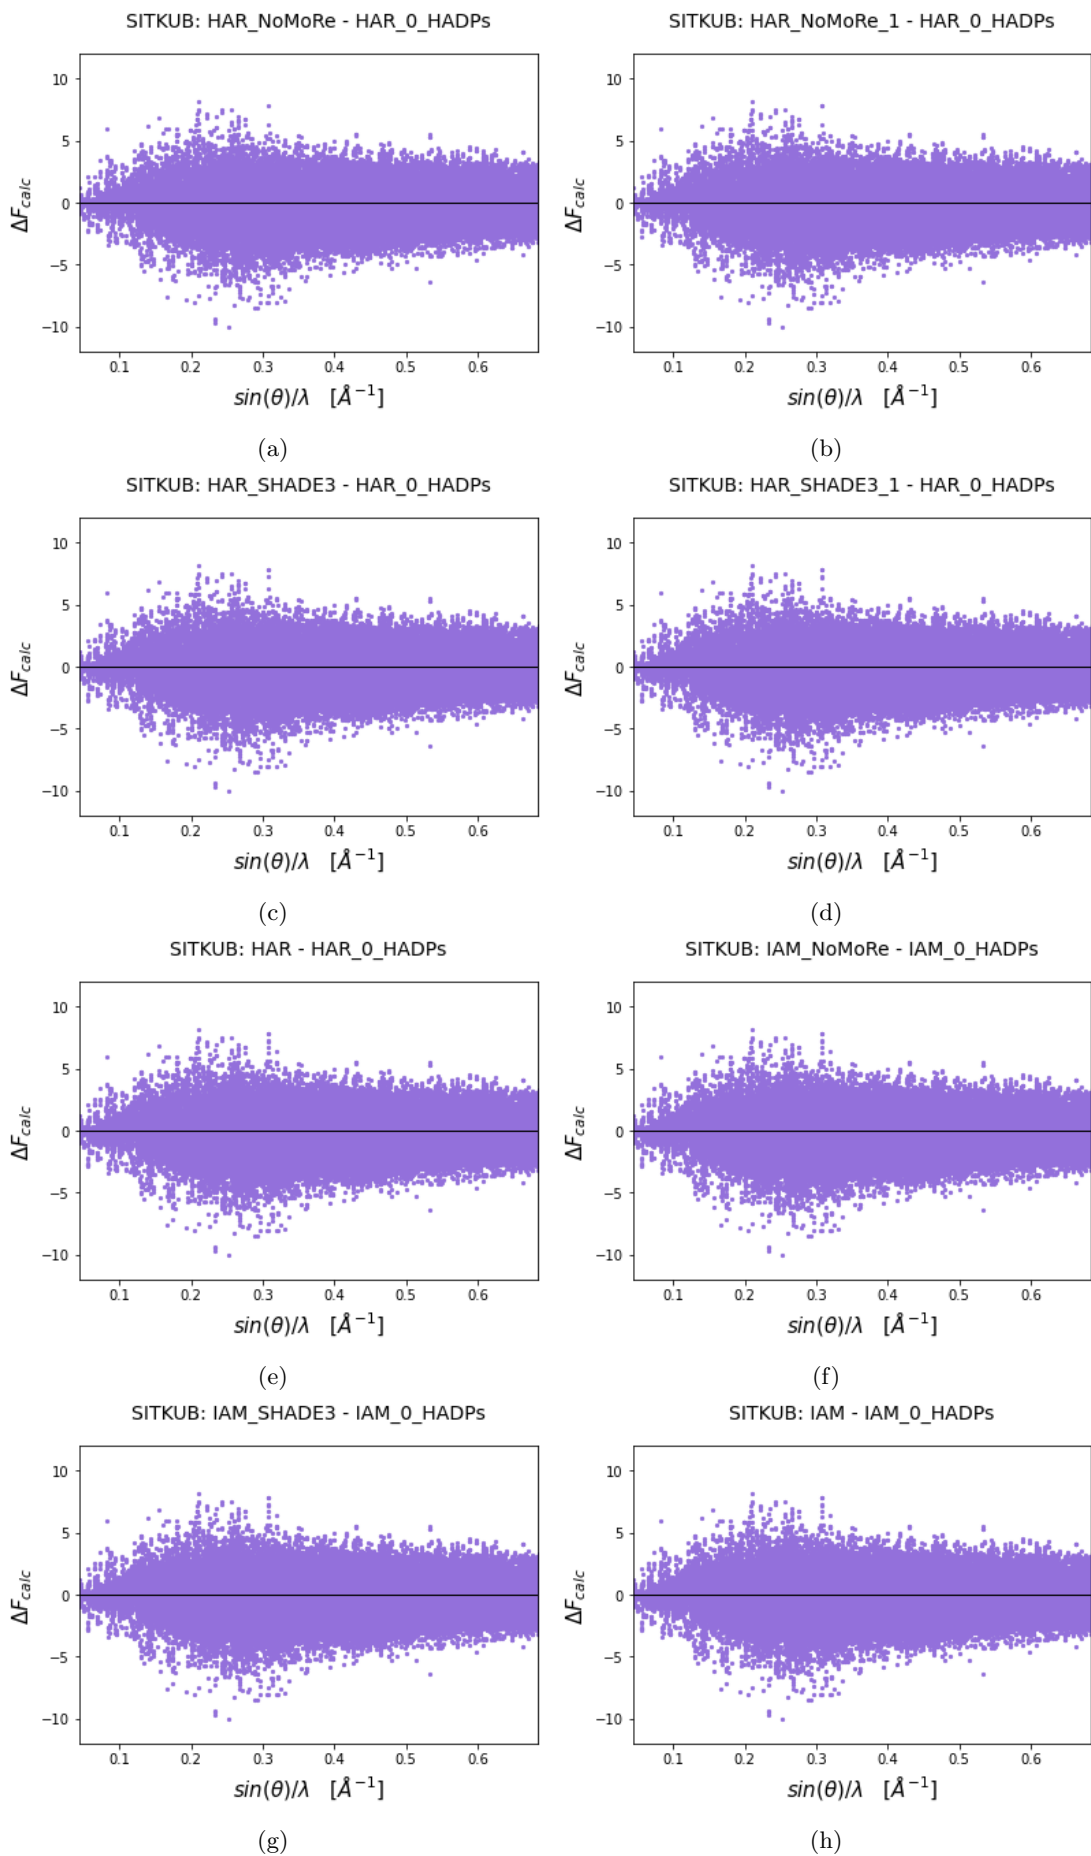 SITKUB: HAR_NoMoRe - HAR_0_HADPs
SITKUB: HAR_NoMoRe_1 - HAR_0_HADPs
10
5
0
−5
−10
ΔF_calc
0.1 0.2 0.3 0.4 0.5 0.6
sin(θ)/λ [Å⁻¹]
(a)
10
5
0
−5
−10
ΔF_calc
0.1 0.2 0.3 0.4 0.5 0.6
sin(θ)/λ [Å⁻¹]
(b)
SITKUB: HAR_SHADE3 - HAR_0_HADPs
SITKUB: HAR_SHADE3_1 - HAR_0_HADPs
10
5
0
−5
−10
ΔF_calc
0.1 0.2 0.3 0.4 0.5 0.6
sin(θ)/λ [Å⁻¹]
(c)
10
5
0
−5
−10
ΔF_calc
0.1 0.2 0.3 0.4 0.5 0.6
sin(θ)/λ [Å⁻¹]
(d)
SITKUB: HAR - HAR_0_HADPs
SITKUB: IAM_NoMoRe - IAM_0_HADPs
10
5
0
−5
−10
ΔF_calc
0.1 0.2 0.3 0.4 0.5 0.6
sin(θ)/λ [Å⁻¹]
(e)
10
5
0
−5
−10
ΔF_calc
0.1 0.2 0.3 0.4 0.5 0.6
sin(θ)/λ [Å⁻¹]
(f)
SITKUB: IAM_SHADE3 - IAM_0_HADPs
SITKUB: IAM - IAM_0_HADPs
10
5
0
−5
−10
ΔF_calc
0.1 0.2 0.3 0.4 0.5 0.6
sin(θ)/λ [Å⁻¹]
(g)
10
5
0
−5
−10
ΔF_calc
0.1 0.2 0.3 0.4 0.5 0.6
sin(θ)/λ [Å⁻¹]
(h)